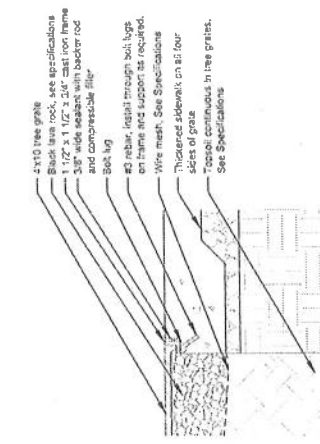 4'x10' tree grate
Black lava rock, see specifications
1 1/2" x 1 1/2" x 1/4" cast iron frame
3/8" wide sealant with backer rod
and compressible filler
Bolt lug
#3 rebar, install through bolt lugs
on frame and support as required.
Wire mesh, See Specifications
Thickened sidewalk on all four
sides of grate
Topsoil continuous in tree grates.
See Specifications